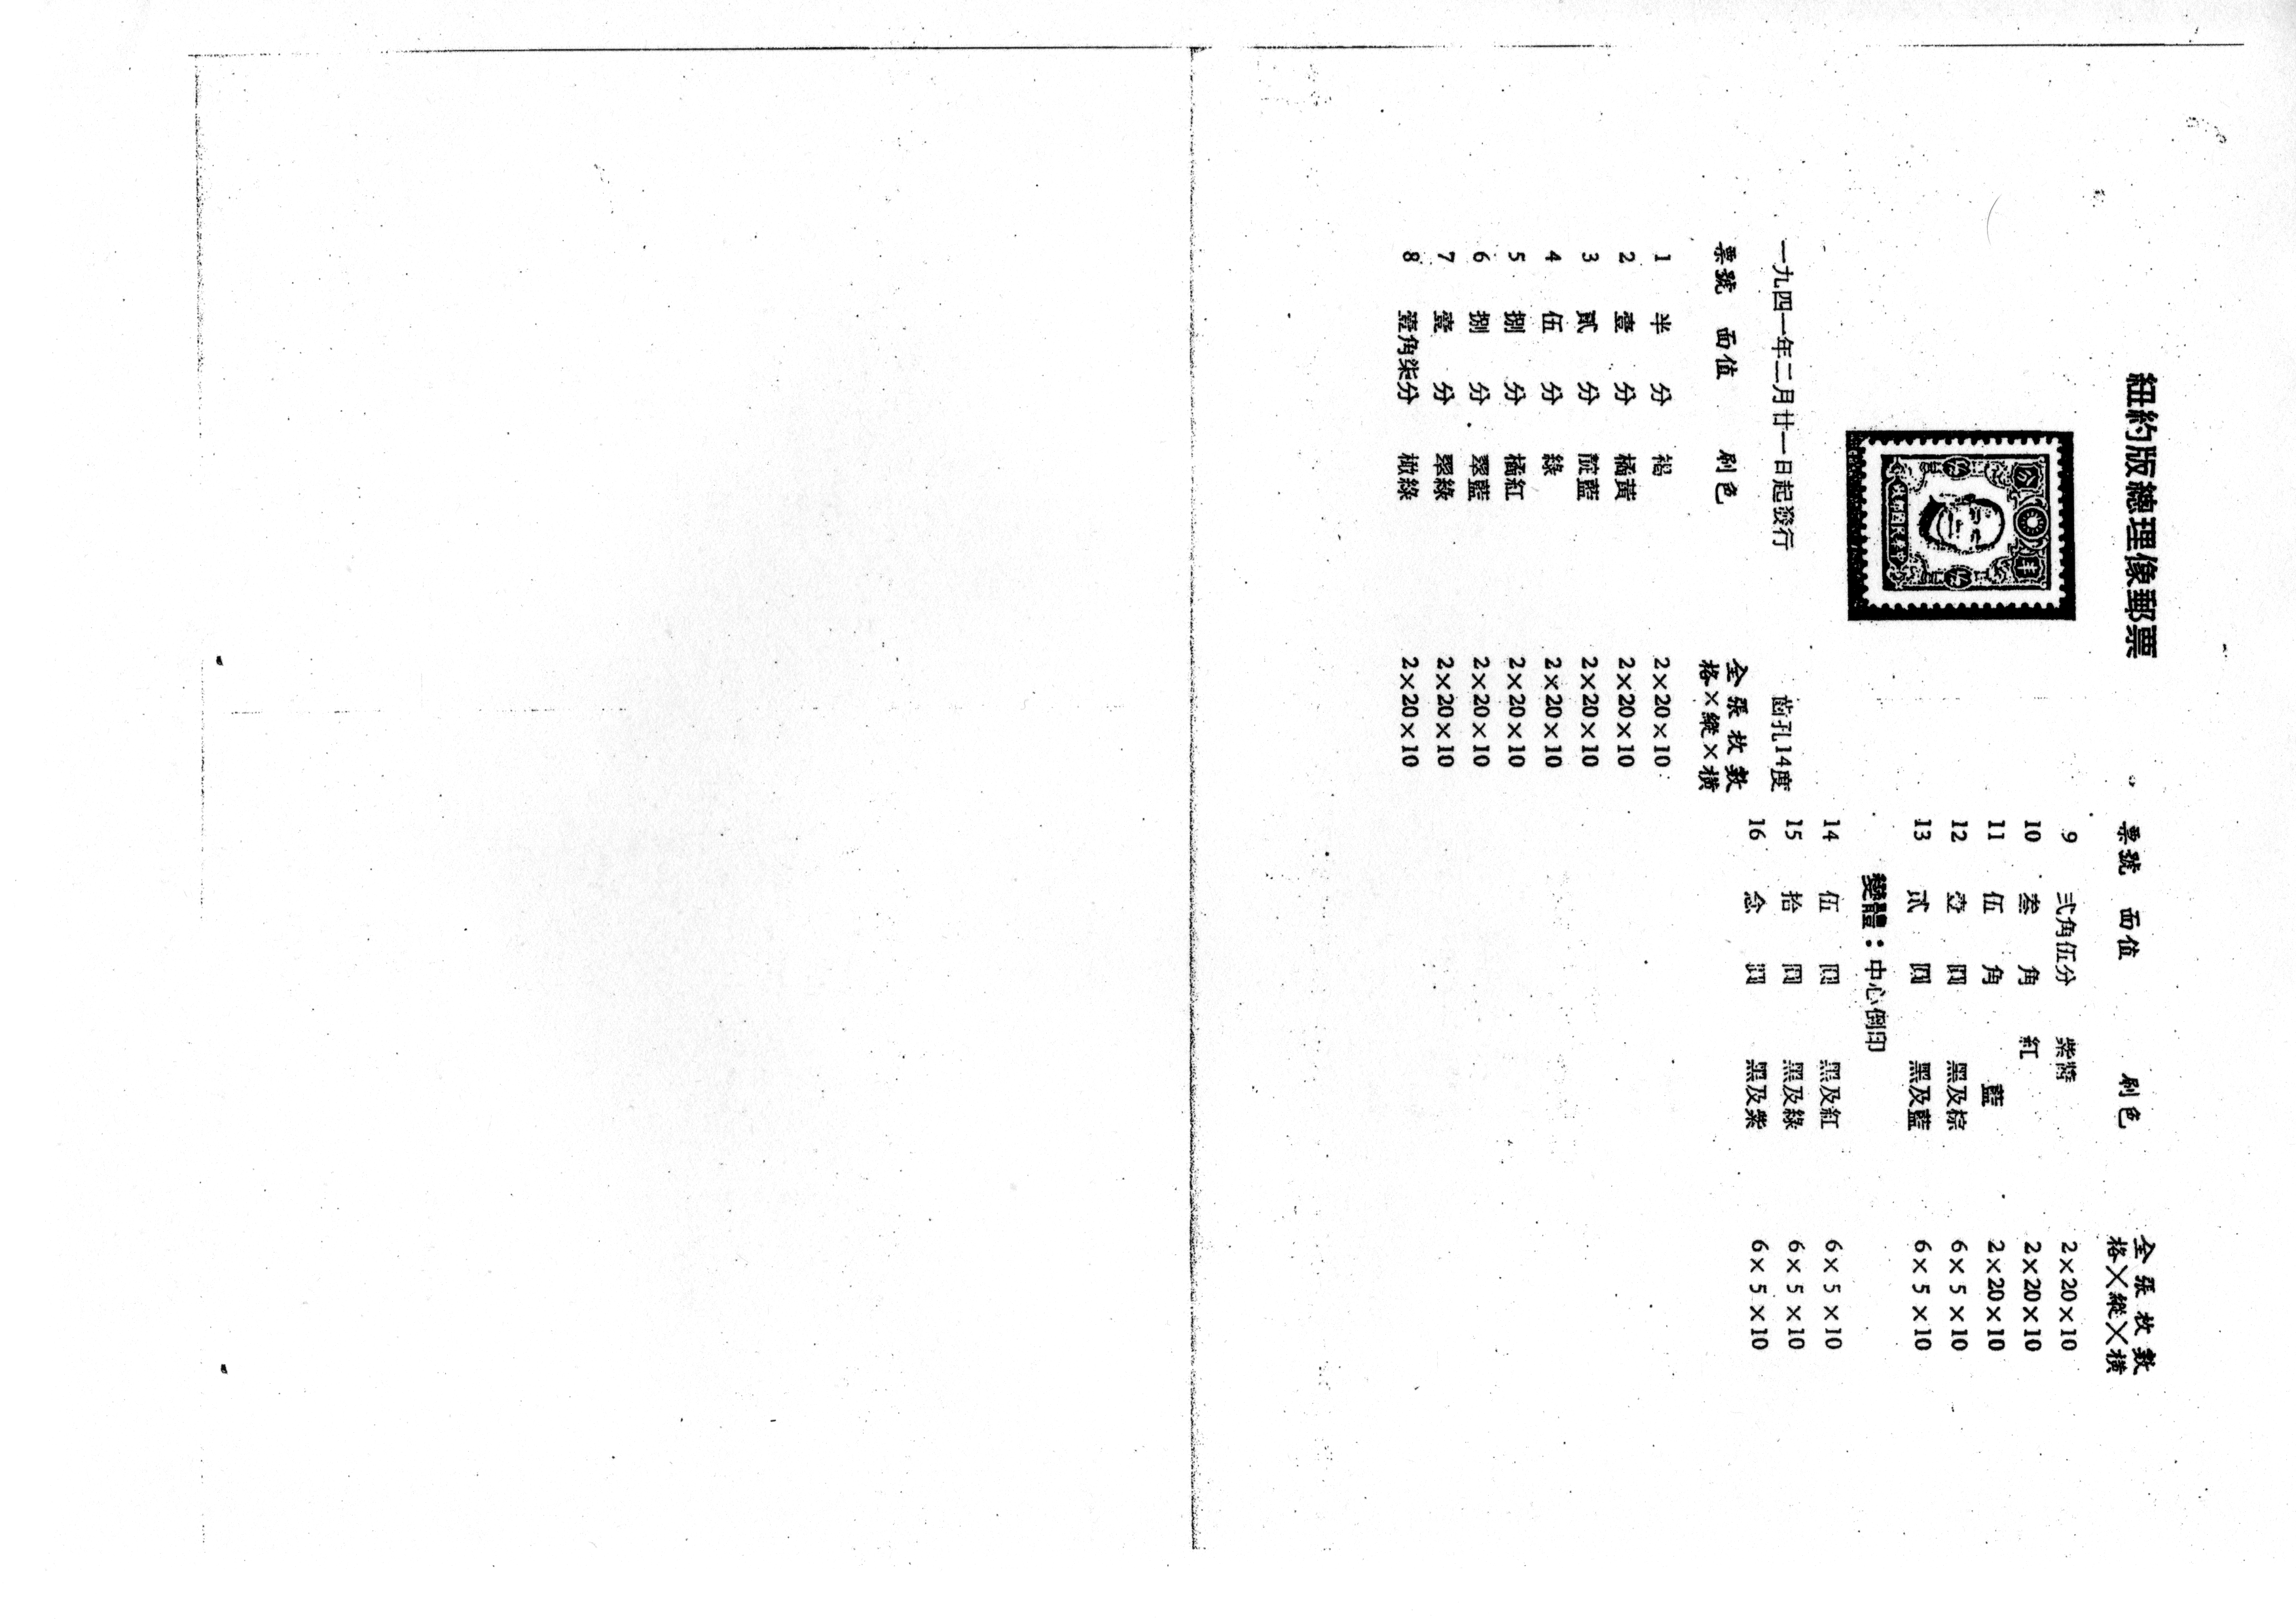 紐約版總理像郵票
一九四一年二月廿一日起發行 齒孔14度
票號 面位 刷色 全張枚數
格×縱×橫
1 半分 褐 2×20×10
2 壹分 橘黃 2×20×10
3 貳分 靛藍 2×20×10
4 伍分 綠 2×20×10
5 捌分 橘紅 2×20×10
6 捌分 翠藍 2×20×10
7 壹分 翠綠 2×20×10
8 壹角柒分 橄綠 2×20×10
票號 面位 刷色 全張枚數
格×縱×橫
9 弍角伍分 紫醬 2×20×10
10 叁角 紅 2×20×10
11 伍角 藍 2×20×10
12 壹圓 黑及棕 6×5×10
13 貳圓 黑及藍 6×5×10
變體：中心倒印
14 伍圓 黑及紅 6×5×10
15 拾圓 黑及綠 6×5×10
16 念圓 黑及紫 6×5×10